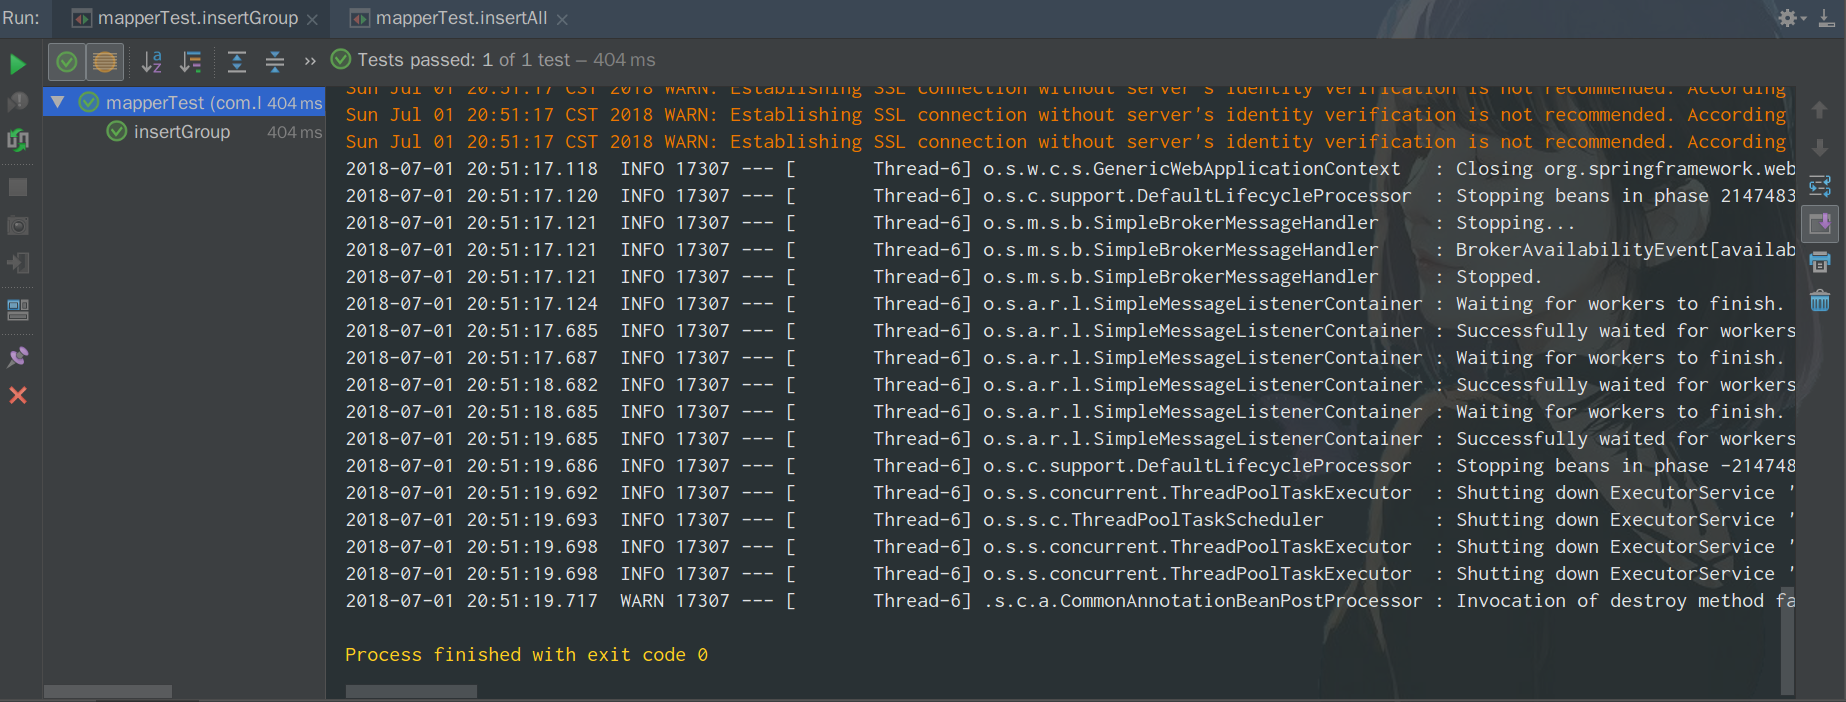 Run: mapperTest.insertGroup mapperTest.insertAll
Tests passed: 1 of 1 test – 404 ms
mapperTest (com.l 404 ms
insertGroup 404 ms
Sun Jul 01 20:51:17 CST 2018 WARN: Establishing SSL connection without server's identity verification is not recommended. According
Sun Jul 01 20:51:17 CST 2018 WARN: Establishing SSL connection without server's identity verification is not recommended. According
Sun Jul 01 20:51:17 CST 2018 WARN: Establishing SSL connection without server's identity verification is not recommended. According
2018-07-01 20:51:17.118  INFO 17307 --- [       Thread-6] o.s.w.c.s.GenericWebApplicationContext   : Closing org.springframework.web
2018-07-01 20:51:17.120  INFO 17307 --- [       Thread-6] o.s.c.support.DefaultLifecycleProcessor  : Stopping beans in phase 2147483
2018-07-01 20:51:17.121  INFO 17307 --- [       Thread-6] o.s.m.s.b.SimpleBrokerMessageHandler     : Stopping...
2018-07-01 20:51:17.121  INFO 17307 --- [       Thread-6] o.s.m.s.b.SimpleBrokerMessageHandler     : BrokerAvailabilityEvent[availab
2018-07-01 20:51:17.121  INFO 17307 --- [       Thread-6] o.s.m.s.b.SimpleBrokerMessageHandler     : Stopped.
2018-07-01 20:51:17.124  INFO 17307 --- [       Thread-6] o.s.a.r.l.SimpleMessageListenerContainer : Waiting for workers to finish.
2018-07-01 20:51:17.685  INFO 17307 --- [       Thread-6] o.s.a.r.l.SimpleMessageListenerContainer : Successfully waited for workers
2018-07-01 20:51:17.687  INFO 17307 --- [       Thread-6] o.s.a.r.l.SimpleMessageListenerContainer : Waiting for workers to finish.
2018-07-01 20:51:18.682  INFO 17307 --- [       Thread-6] o.s.a.r.l.SimpleMessageListenerContainer : Successfully waited for workers
2018-07-01 20:51:18.685  INFO 17307 --- [       Thread-6] o.s.a.r.l.SimpleMessageListenerContainer : Waiting for workers to finish.
2018-07-01 20:51:19.685  INFO 17307 --- [       Thread-6] o.s.a.r.l.SimpleMessageListenerContainer : Successfully waited for workers
2018-07-01 20:51:19.686  INFO 17307 --- [       Thread-6] o.s.c.support.DefaultLifecycleProcessor  : Stopping beans in phase -214748
2018-07-01 20:51:19.692  INFO 17307 --- [       Thread-6] o.s.s.concurrent.ThreadPoolTaskExecutor  : Shutting down ExecutorService '
2018-07-01 20:51:19.693  INFO 17307 --- [       Thread-6] o.s.s.c.ThreadPoolTaskScheduler          : Shutting down ExecutorService '
2018-07-01 20:51:19.698  INFO 17307 --- [       Thread-6] o.s.s.concurrent.ThreadPoolTaskExecutor  : Shutting down ExecutorService '
2018-07-01 20:51:19.698  INFO 17307 --- [       Thread-6] o.s.s.concurrent.ThreadPoolTaskExecutor  : Shutting down ExecutorService '
2018-07-01 20:51:19.717  WARN 17307 --- [       Thread-6] .s.c.a.CommonAnnotationBeanPostProcessor : Invocation of destroy method fa
Process finished with exit code 0